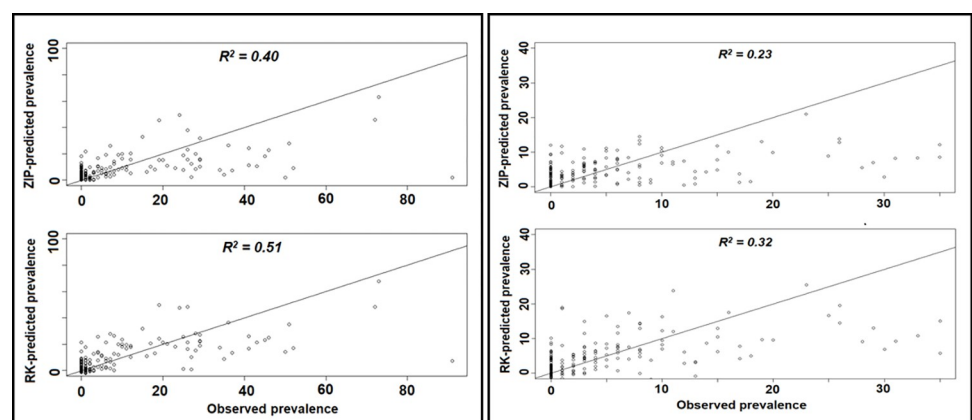 R² = 0.40
ZIP-predicted prevalence
0
100
0 20 40 60 80
R² = 0.51
RK-predicted prevalence
0
100
0 20 40 60 80
Observed prevalence
R² = 0.23
ZIP-predicted prevalence
0 10 20 30 40
0 10 20 30
R² = 0.32
RK-predicted prevalence
0 10 20 30 40
0 10 20 30
Observed prevalence